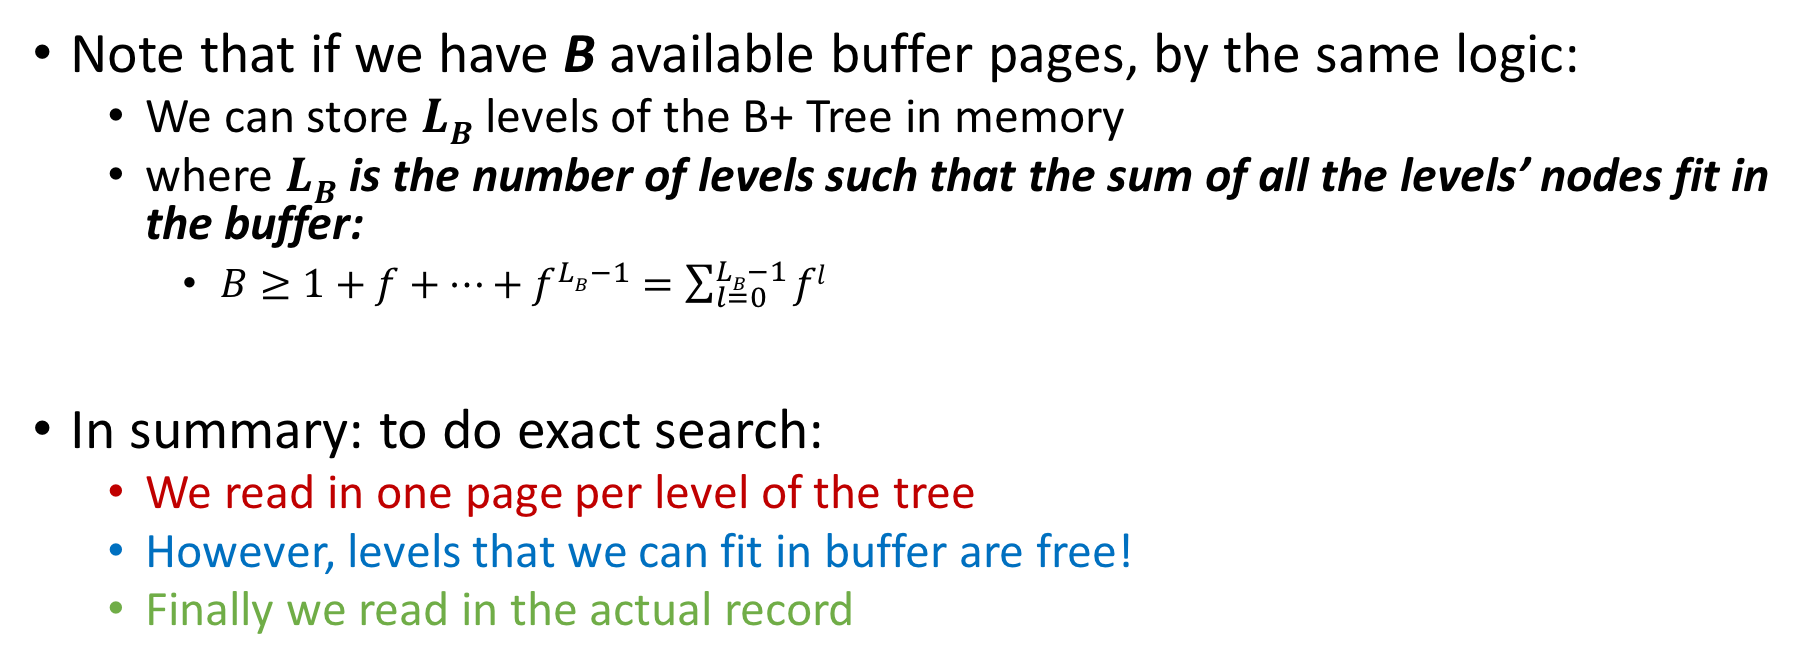 • Note that if we have B available buffer pages, by the same logic:
• We can store L_B levels of the B+ Tree in memory
• where L_B is the number of levels such that the sum of all the levels’ nodes fit in
the buffer:
• B ≥ 1 + f + ⋯ + f^{L_B−1} = ∑_{l=0}^{L_B−1} f^l
• In summary: to do exact search:
• We read in one page per level of the tree
• However, levels that we can fit in buffer are free!
• Finally we read in the actual record